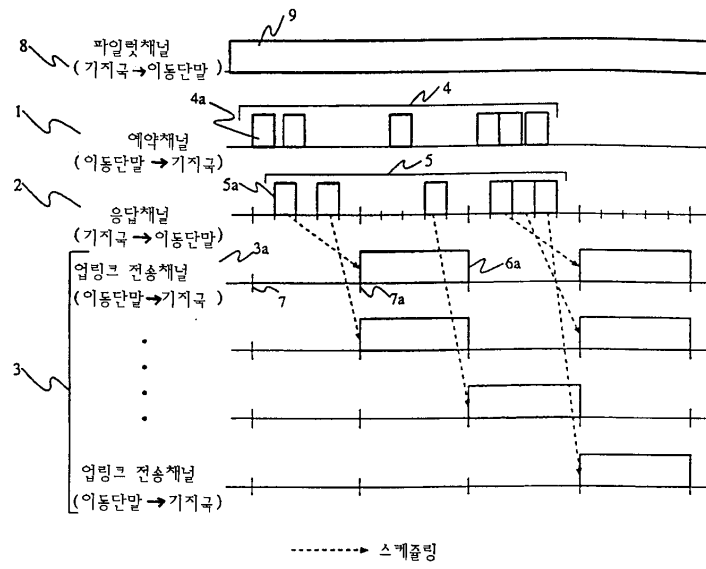 9
8
파일럿채널
(기지국→이동단말)
4
4a
1
예약채널
(이동단말→기지국)
5
5a
2
응답채널
(기지국→이동단말)
3a
업링크 전송채널
(이동단말→기지국)
6a
7
7a
3
업링크 전송채널
(이동단말→기지국)
스케쥴링